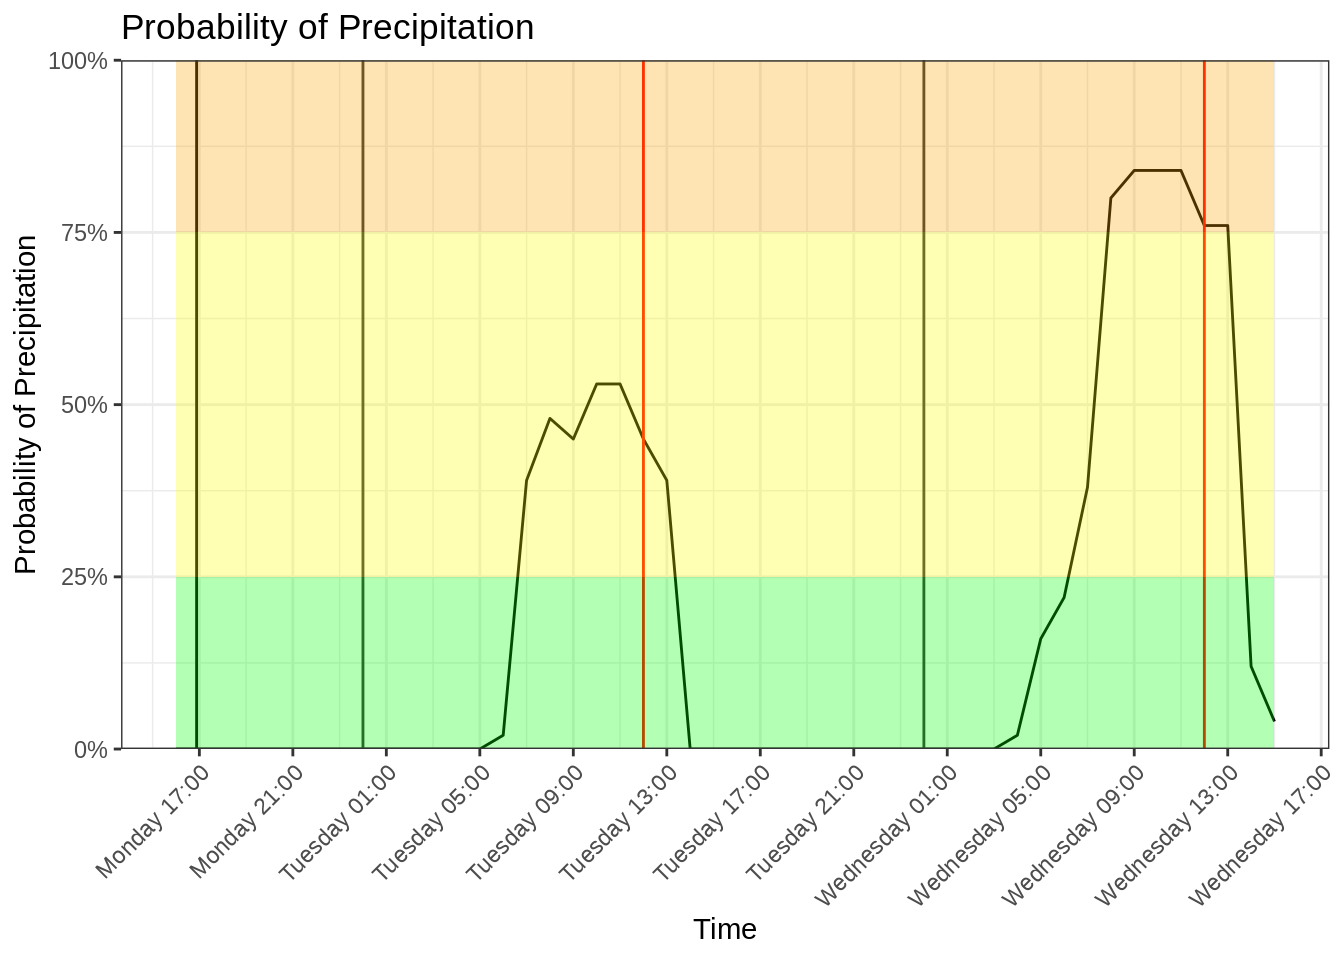 Probability of Precipitation
100%
75%
50%
25%
0%
Probability of Precipitation
Monday 17:00
Monday 21:00
Tuesday 01:00
Tuesday 05:00
Tuesday 09:00
Tuesday 13:00
Tuesday 17:00
Tuesday 21:00
Wednesday 01:00
Wednesday 05:00
Wednesday 09:00
Wednesday 13:00
Wednesday 17:00
Time